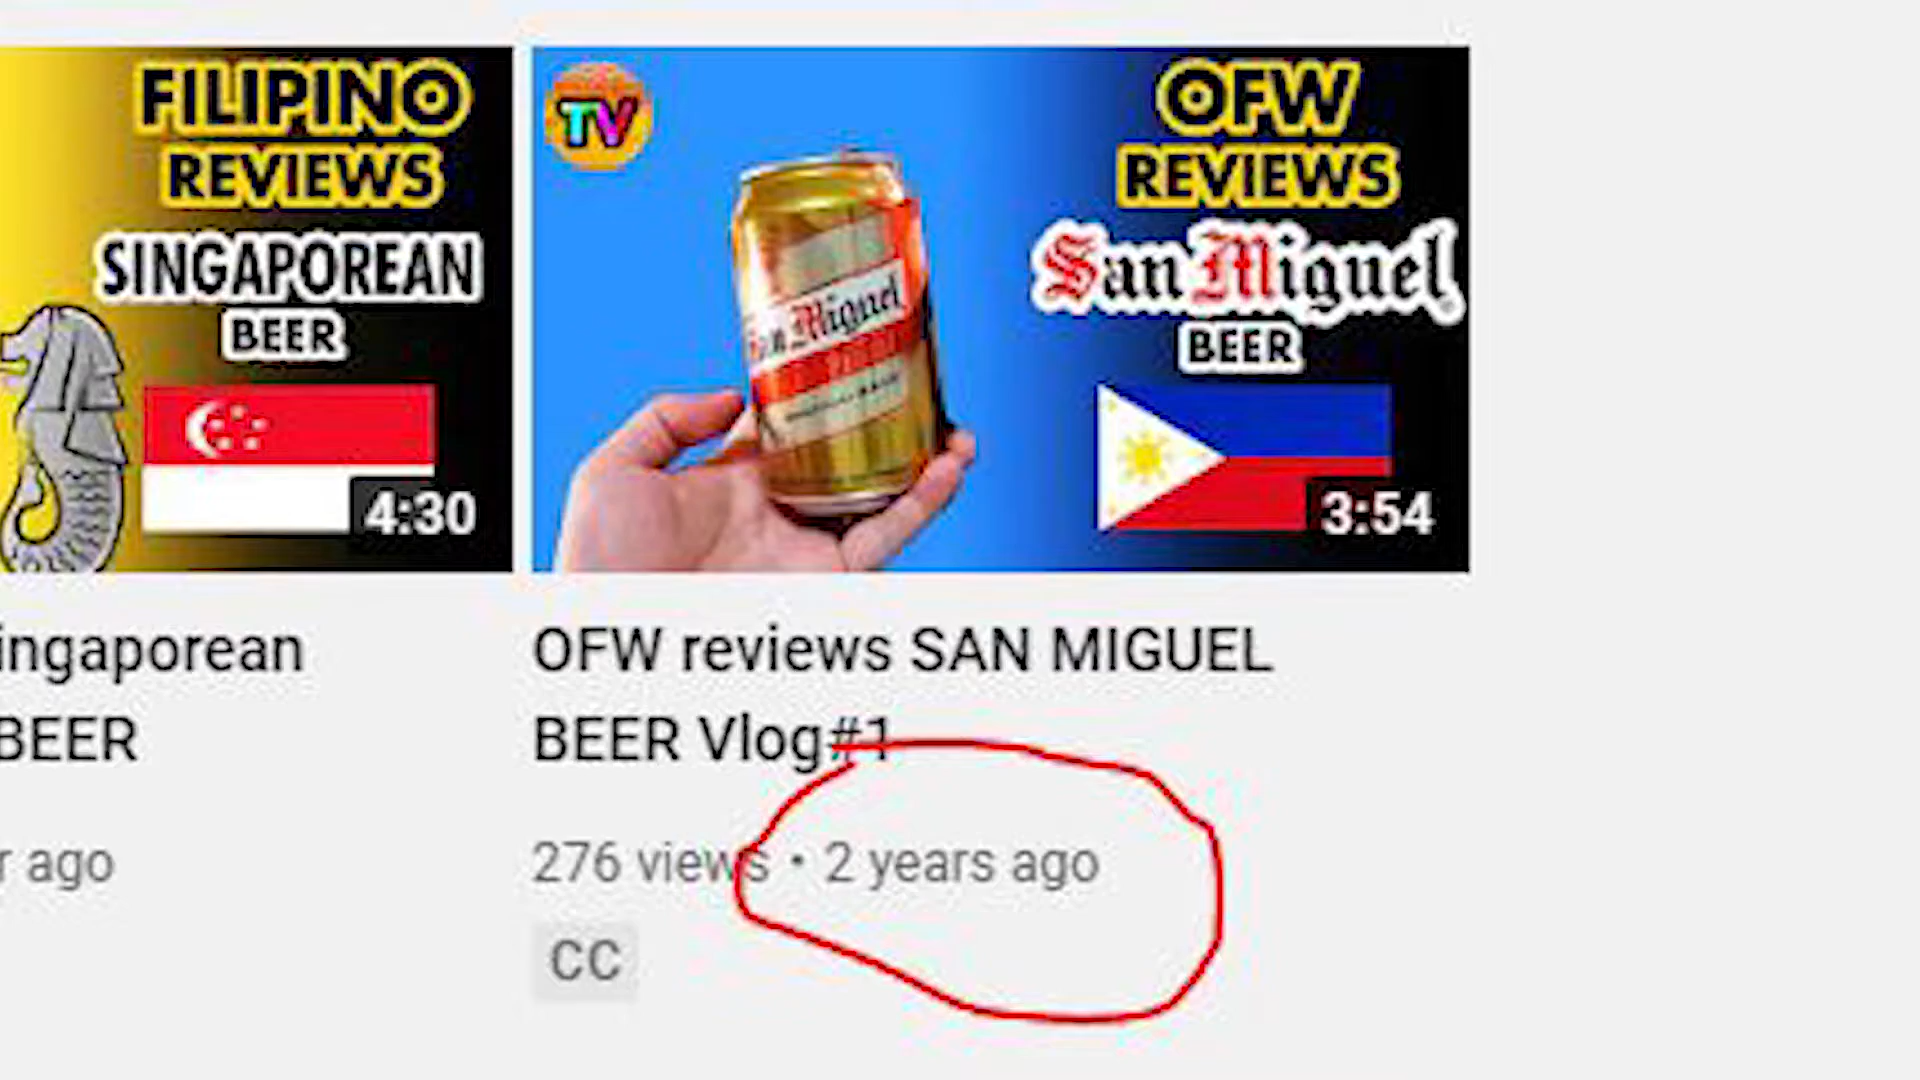 FILIPINO
REVIEWS
SINGAPOREAN
BEER
4:30
TV
San Miguel
OFW
REVIEWS
San Miguel
BEER
3:54
ingaporean
BEER
r ago
OFW reviews SAN MIGUEL
BEER Vlog#1
276 views • 2 years ago
CC